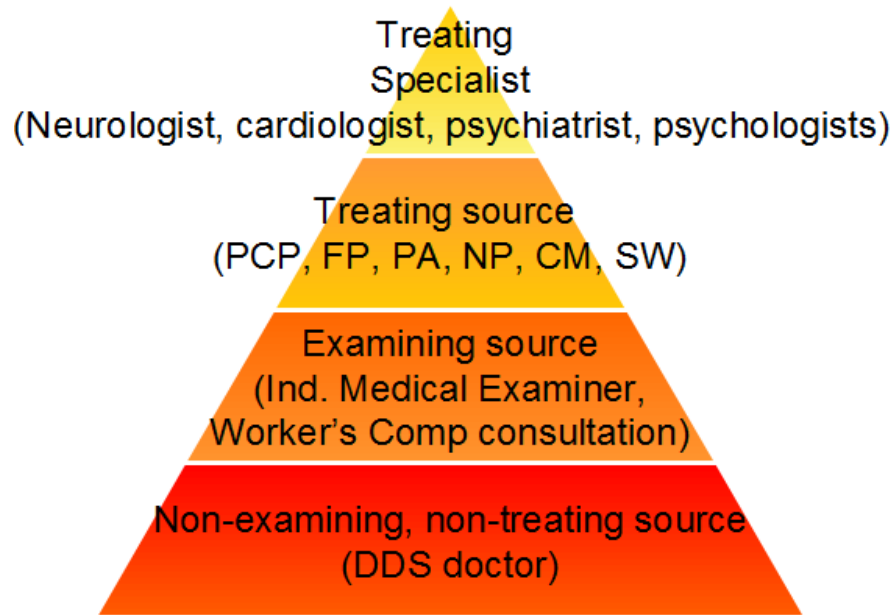 Treating
Specialist
(Neurologist, cardiologist, psychiatrist, psychologists)
Treating source
(PCP, FP, PA, NP, CM, SW)
Examining source
(Ind. Medical Examiner,
Worker’s Comp consultation)
Non-examining, non-treating source
(DDS doctor)